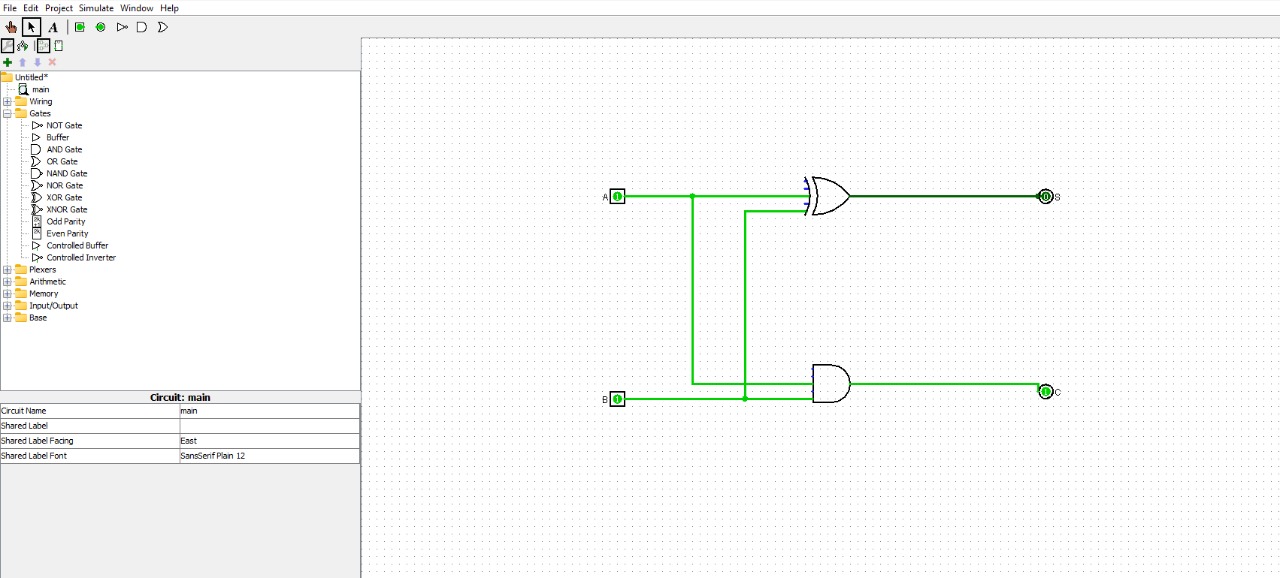 File Edit Project Simulate Window Help
A
Untitled*
main
Wiring
Gates
NOT Gate
Buffer
AND Gate
OR Gate
NAND Gate
NOR Gate
XOR Gate
XNOR Gate
Odd Parity
Even Parity
Controlled Buffer
Controlled Inverter
Plexers
Arithmetic
Memory
Input/Output
Base
Circuit: main
Circuit Name main
Shared Label
Shared Label Facing East
Shared Label Font SansSerif Plain 12
A 1
0 S
B 1
1 C